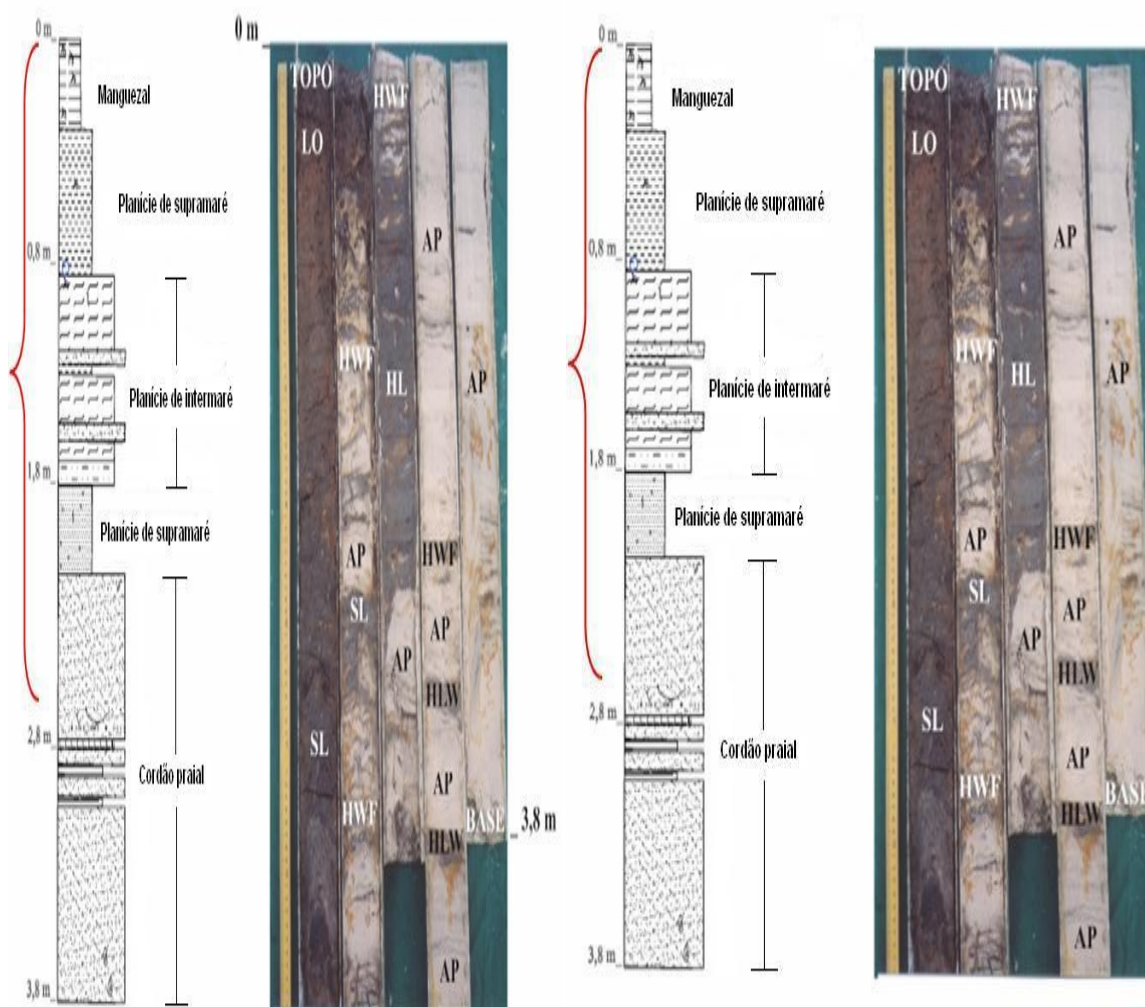 0 m
Manguezal
Planície de supramaré
0,8 m
Planície de intermaré
1,8 m
Planície de supramaré
2,8 m
Cordão praial
3,8 m
0 m
TOPO
LO
SL
HWF
AP
SL
HWF
HWF
HL
AP
AP
HWF
AP
HLW
AP
HLW
AP
AP
BASE
3,8 m
0 m
Manguezal
Planície de supramaré
0,8 m
Planície de intermaré
1,8 m
Planície de supramaré
2,8 m
Cordão praial
3,8 m
TOPO
LO
SL
HWF
AP
SL
HWF
HWF
HL
AP
AP
HWF
AP
HLW
AP
HLW
AP
AP
BASE